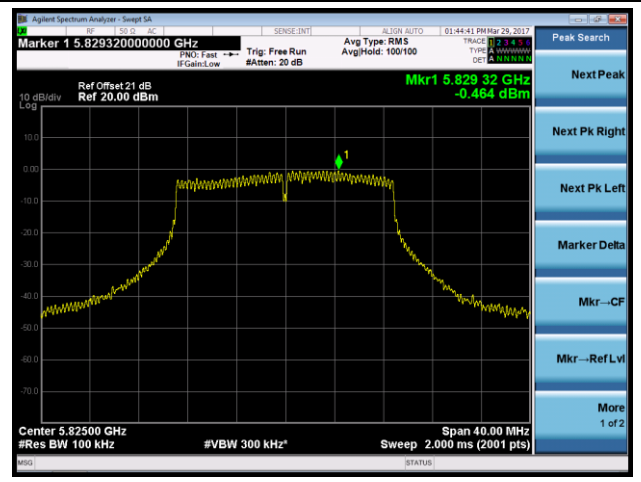 Agilent Spectrum Analyzer - Swept SA
RF 50 Ω AC SENSE:INT ALIGN AUTO 01:44:41 PM Mar 29, 2017
Marker 1 5.829320000000 GHz
PNO: Fast Trig: Free Run Avg Type: RMS TRACE 1 2 3 4 5 6
IFGain:Low #Atten: 20 dB Avg|Hold: 100/100 TYPE A WWWWW
DET A N N N N N
Peak Search
Mkr1 5.829 32 GHz
-0.464 dBm
Ref Offset 21 dB
10 dB/div Ref 20.00 dBm
Log
10.0
0.00
-10.0
-20.0
-30.0
-40.0
-50.0
-60.0
-70.0
1
Center 5.82500 GHz Span 40.00 MHz
#Res BW 100 kHz #VBW 300 kHz* Sweep 2.000 ms (2001 pts)
MSG STATUS
Next Peak
Next Pk Right
Next Pk Left
Marker Delta
Mkr→CF
Mkr→Ref Lvl
More
1 of 2